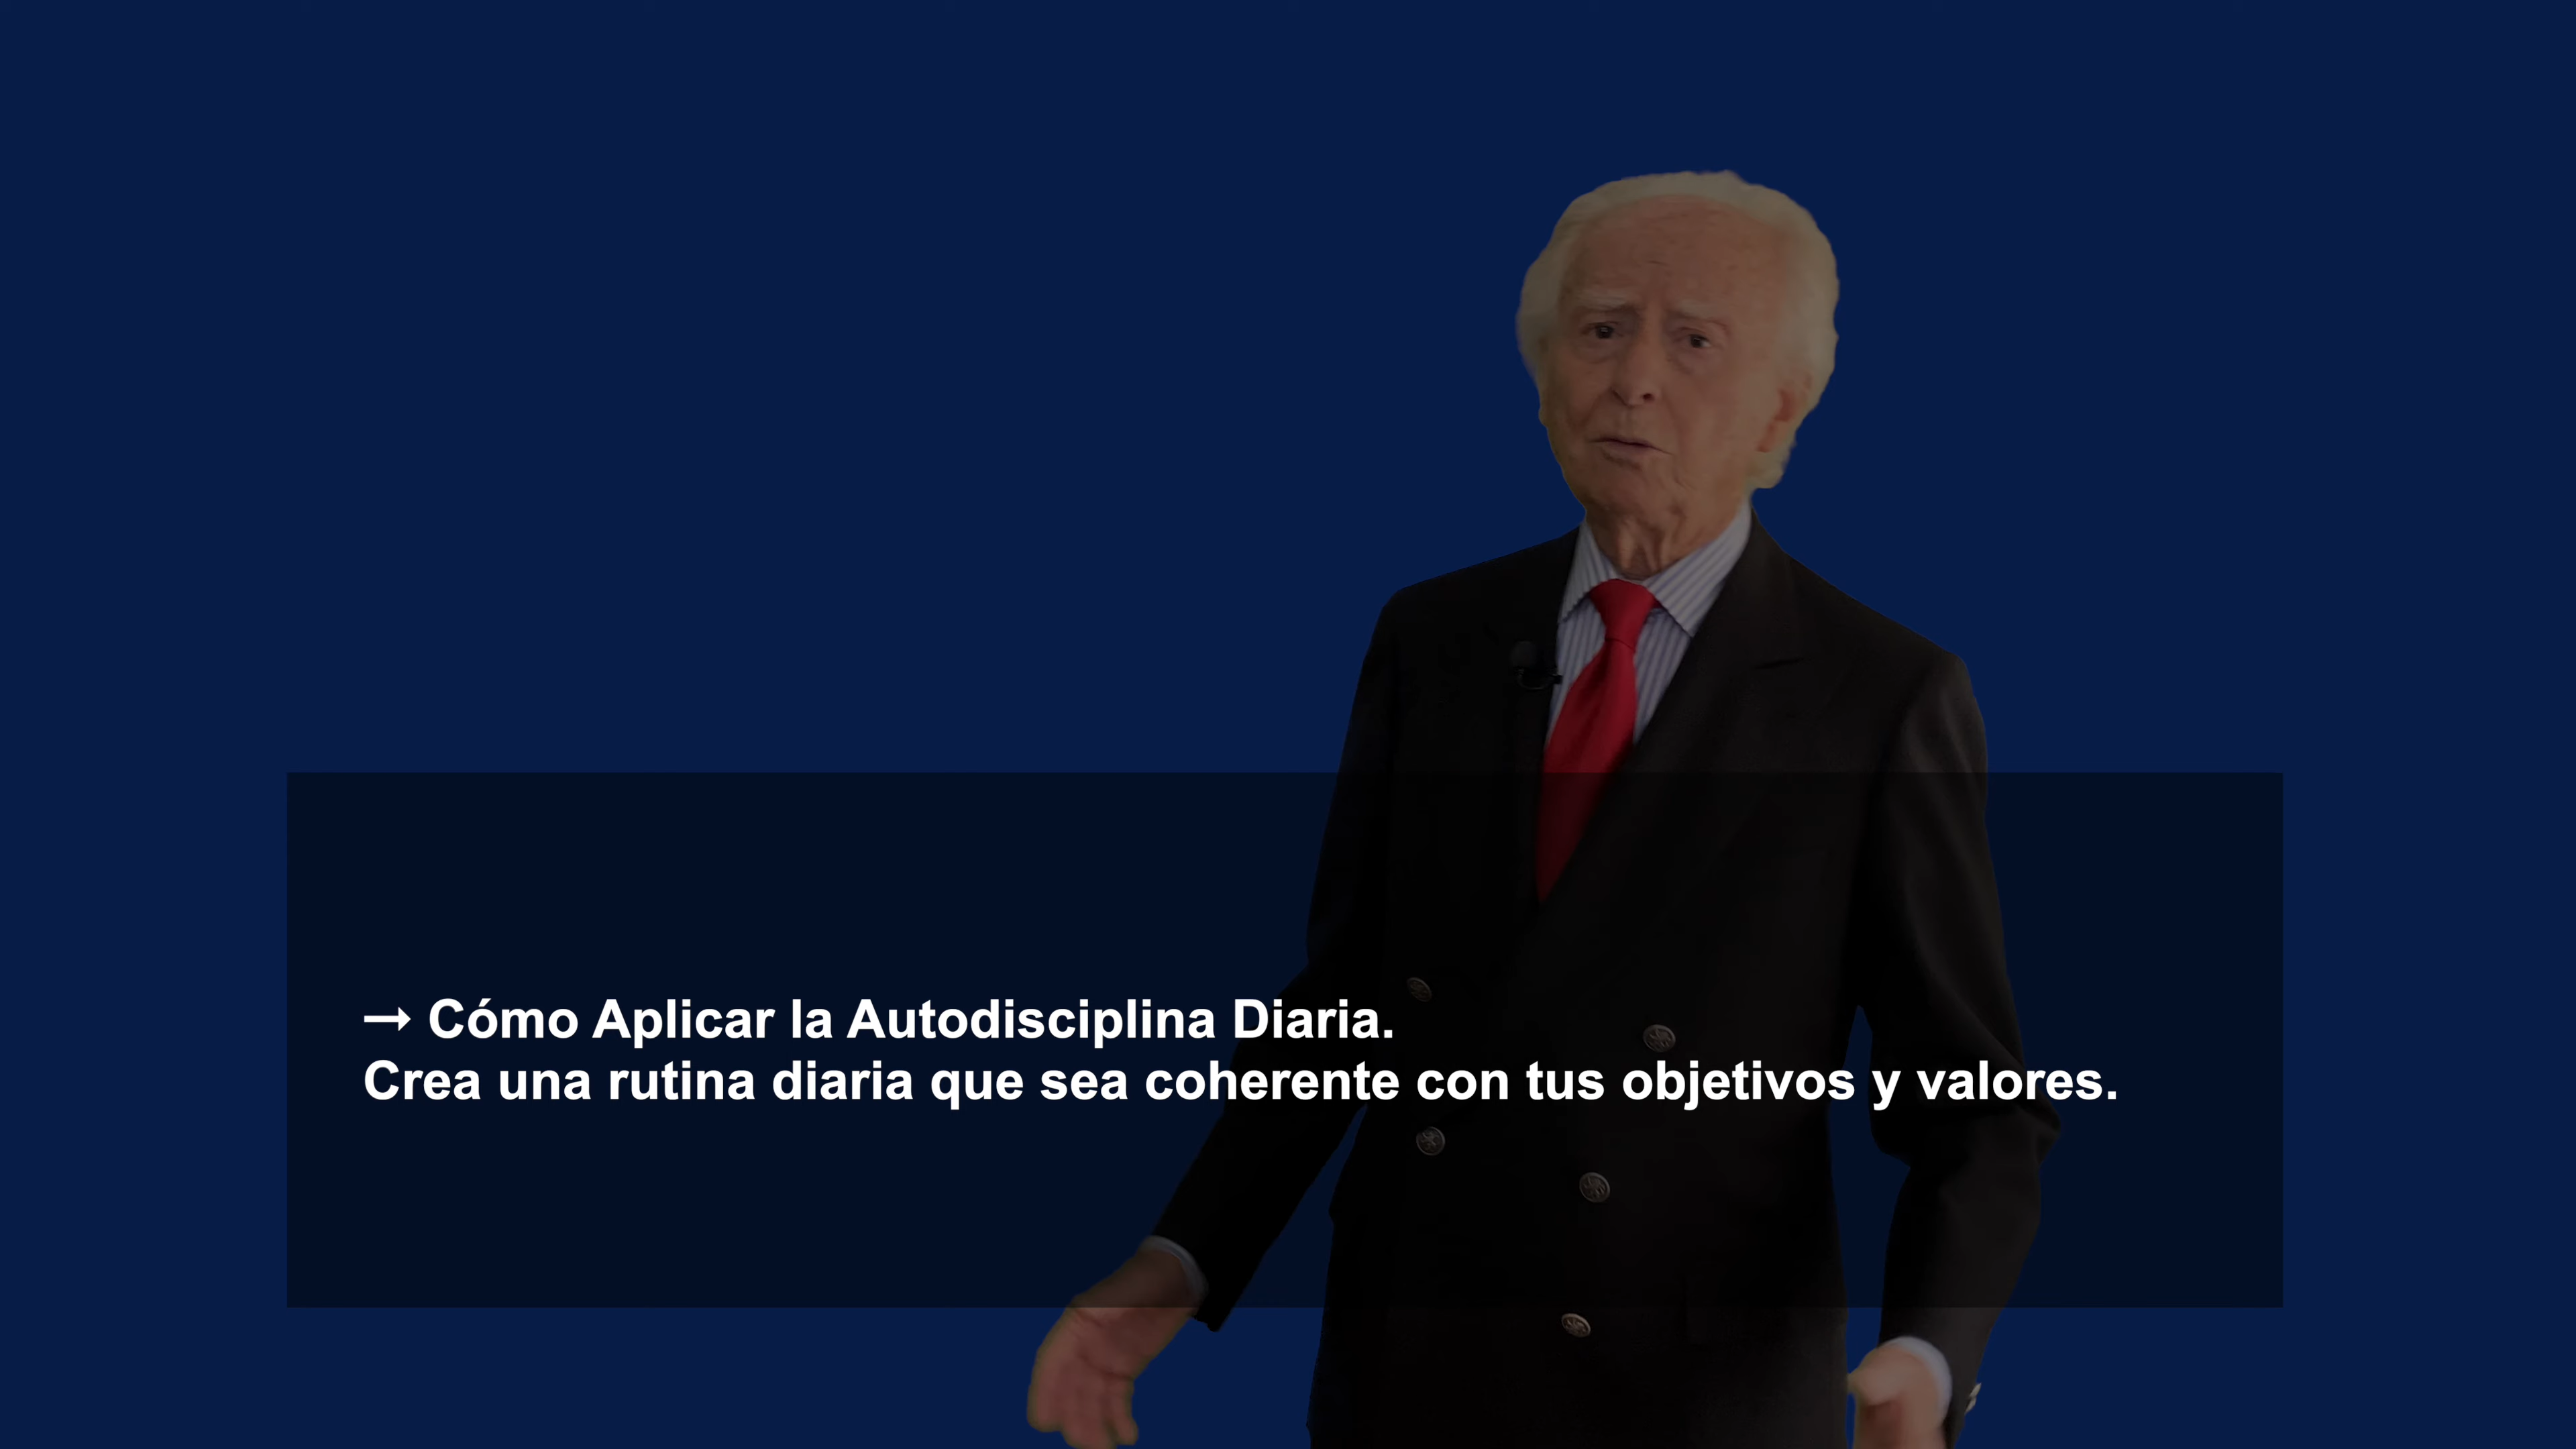 → Cómo Aplicar la Autodisciplina Diaria.
Crea una rutina diaria que sea coherente con tus objetivos y valores.